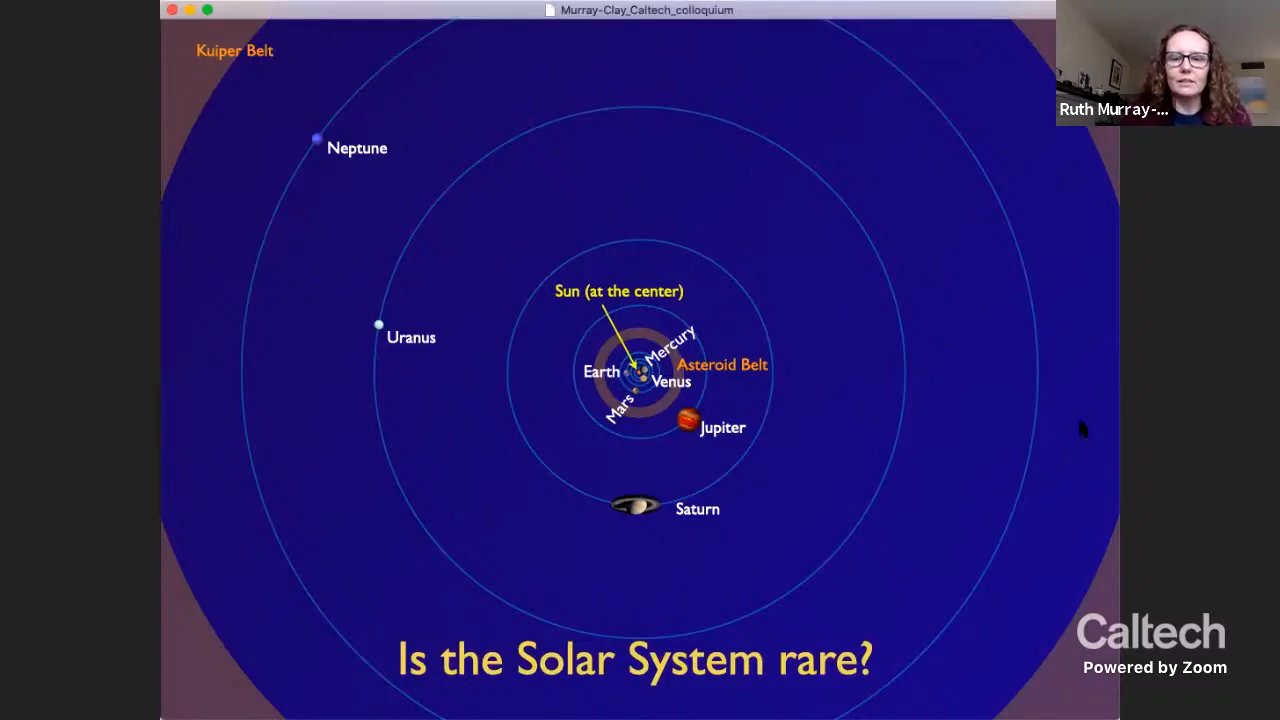 Murray-Clay_Caltech_colloquium
Kuiper Belt
Ruth Murray-...
Neptune
Sun (at the center)
Uranus
Mercury
Asteroid Belt
Earth
Venus
Mars
Jupiter
Saturn
Is the Solar System rare?
Caltech
Powered by Zoom